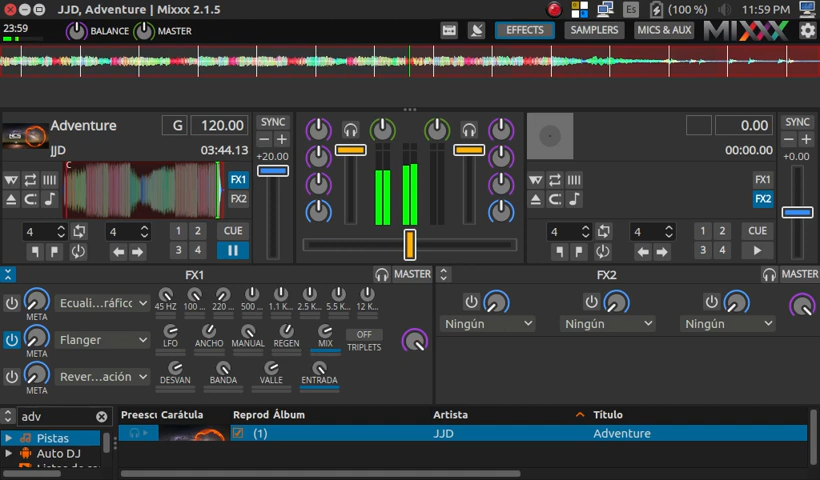 JJD, Adventure | Mixxx 2.1.5
Es (100 %) 11:59 PM
23:59
BALANCE MASTER
EFFECTS SAMPLERS MICS & AUX MIXXX
Adventure G 120.00 SYNC
JJD 03:44.13 +20.00
C
FX1
FX2
4 4 1 2 CUE
3 4
0.00 SYNC
00:00.00 +0.00
FX1
FX2
4 4 1 2 CUE
3 4
FX1 MASTER
META Ecuali...ráficc 45 HZ 100 ... 220 ... 500 ... 1.1 K... 2.5 K... 5.5 K... 12 K...
META Flanger LFO ANCHO MANUAL REGEN MIX OFF TRIPLETS
META Rever...ación DESVAN BANDA VALLE ENTRADA
FX2 MASTER
Ningún Ningún Ningún
adv
Pistas
Auto DJ
Preescu Carátula Reprod Álbum Artista Título
(1) JJD Adventure